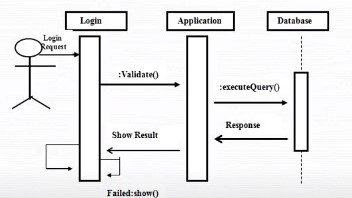 Login
Application
Database
Login
Request
:Validate()
:executeQuery()
Response
Show Result
Failed:show()